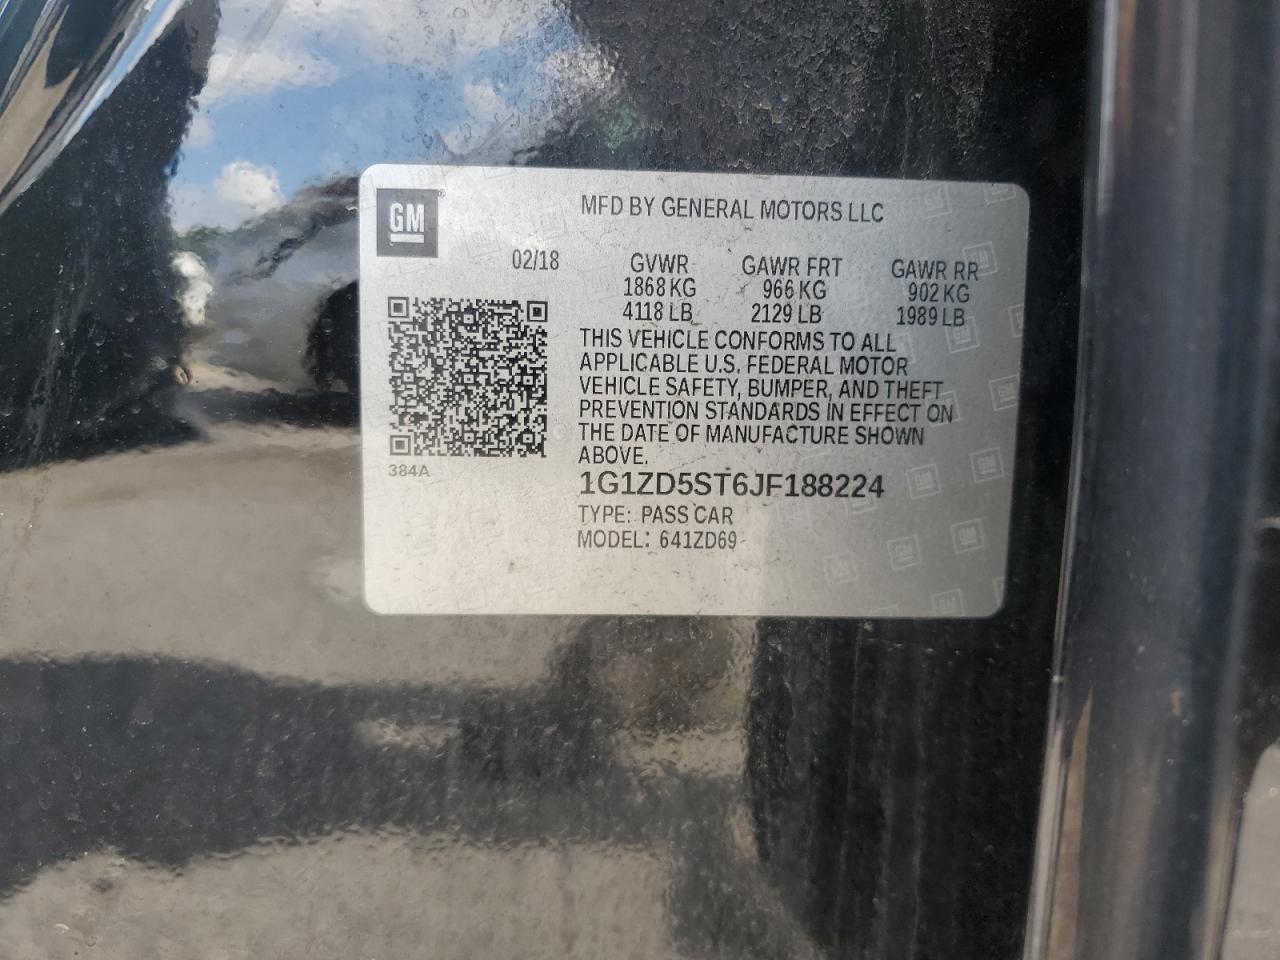 GM
MFD BY GENERAL MOTORS LLC
02/18 GVWR GAWR FRT GAWR RR
1868 KG 966 KG 902 KG
4118 LB 2129 LB 1989 LB
THIS VEHICLE CONFORMS TO ALL
APPLICABLE U.S. FEDERAL MOTOR
VEHICLE SAFETY, BUMPER, AND THEFT
PREVENTION STANDARDS IN EFFECT ON
THE DATE OF MANUFACTURE SHOWN
ABOVE.
384A
1G1ZD5ST6JF188224
TYPE: PASS CAR
MODEL: 641ZD69